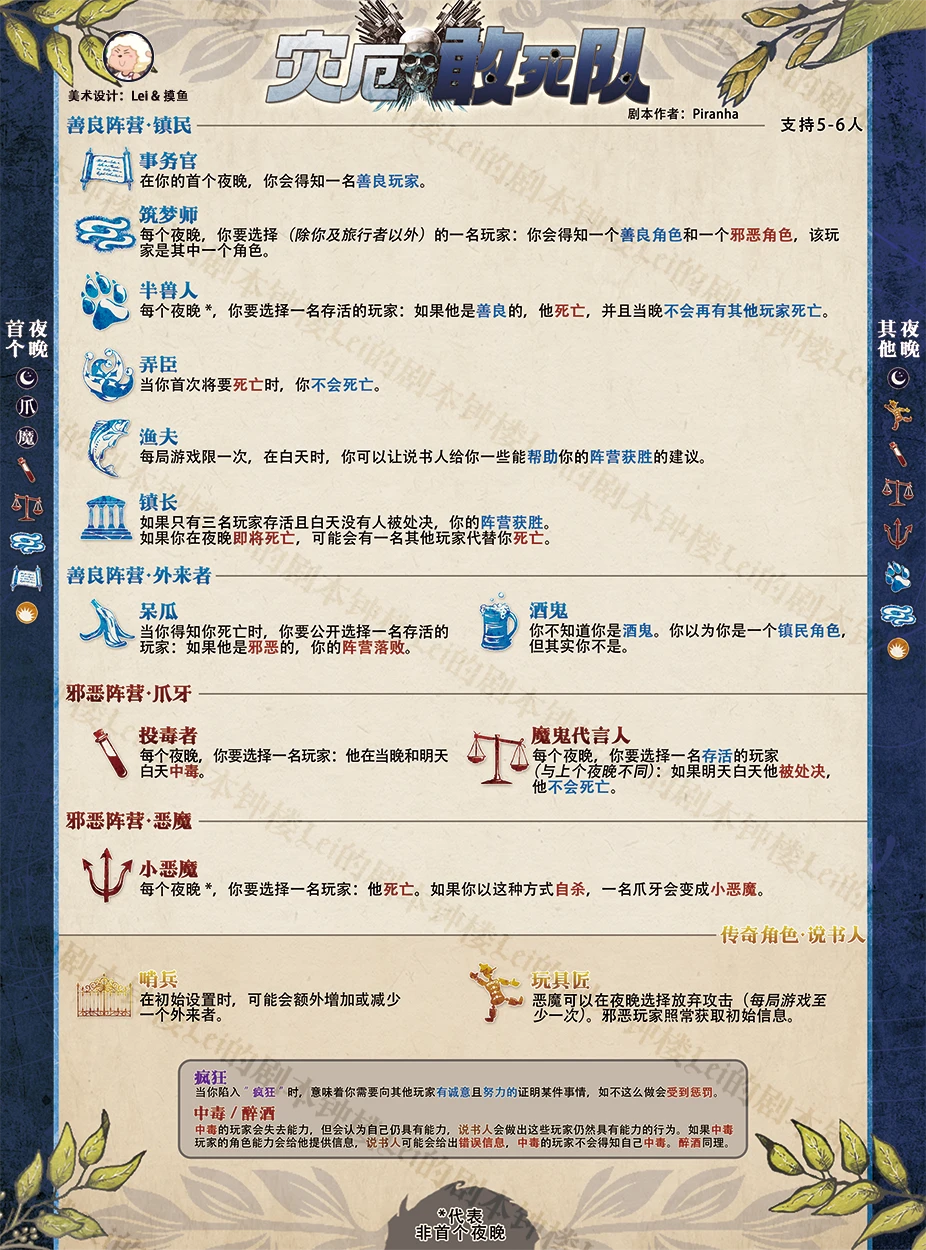 灾厄敢死队
美术设计：Lei & 摸鱼
剧本作者：Piranha
善良阵营·镇民
支持5-6人
事务官
在你的首个夜晚，你会得知一名善良玩家。
筑梦师
每个夜晚，你要选择（除你及旅行者以外）的一名玩家：你会得知一个善良角色和一个邪恶角色，该玩
家是其中一个角色。
半兽人
每个夜晚*，你要选择一名存活的玩家：如果他是善良的，他死亡，并且当晚不会再有其他玩家死亡。
弄臣
当你首次将要死亡时，你不会死亡。
渔夫
每局游戏限一次，在白天时，你可以让说书人给你一些能帮助你的阵营获胜的建议。
镇长
如果只有三名玩家存活且白天没有人被处决，你的阵营获胜。
如果你在夜晚即将死亡，可能会有一名其他玩家代替你死亡。
善良阵营·外来者
呆瓜
当你得知你死亡时，你要公开选择一名存活的
玩家：如果他是邪恶的，你的阵营落败。
酒鬼
你不知道你是酒鬼。你以为你是一个镇民角色，
但其实你不是。
邪恶阵营·爪牙
投毒者
每个夜晚，你要选择一名玩家：他在当晚和明天
白天中毒。
魔鬼代言人
每个夜晚，你要选择一名存活的玩家
（与上个夜晚不同）：如果明天白天他被处决，
他不会死亡。
邪恶阵营·恶魔
小恶魔
每个夜晚*，你要选择一名玩家：他死亡。如果你以这种方式自杀，一名爪牙会变成小恶魔。
传奇角色·说书人
哨兵
在初始设置时，可能会额外增加或减少
一个外来者。
玩具匠
恶魔可以在夜晚选择放弃攻击（每局游戏至
少一次）。邪恶玩家照常获取初始信息。
疯狂
当你陷入“疯狂”时，意味着你需要向其他玩家有诚意且努力的证明某件事情，如不这么做会受到惩罚。
中毒 / 醉酒
中毒的玩家会失去能力，但会认为自己仍具有能力，说书人会做出这些玩家仍然具有能力的行为。如果中毒
玩家的角色能力会给他提供信息，说书人可能会给出错误信息，中毒的玩家不会得知自己中毒。醉酒同理。
*代表
非首个夜晚
首个夜晚
爪
魔
其他夜晚
Lei的剧本钟楼